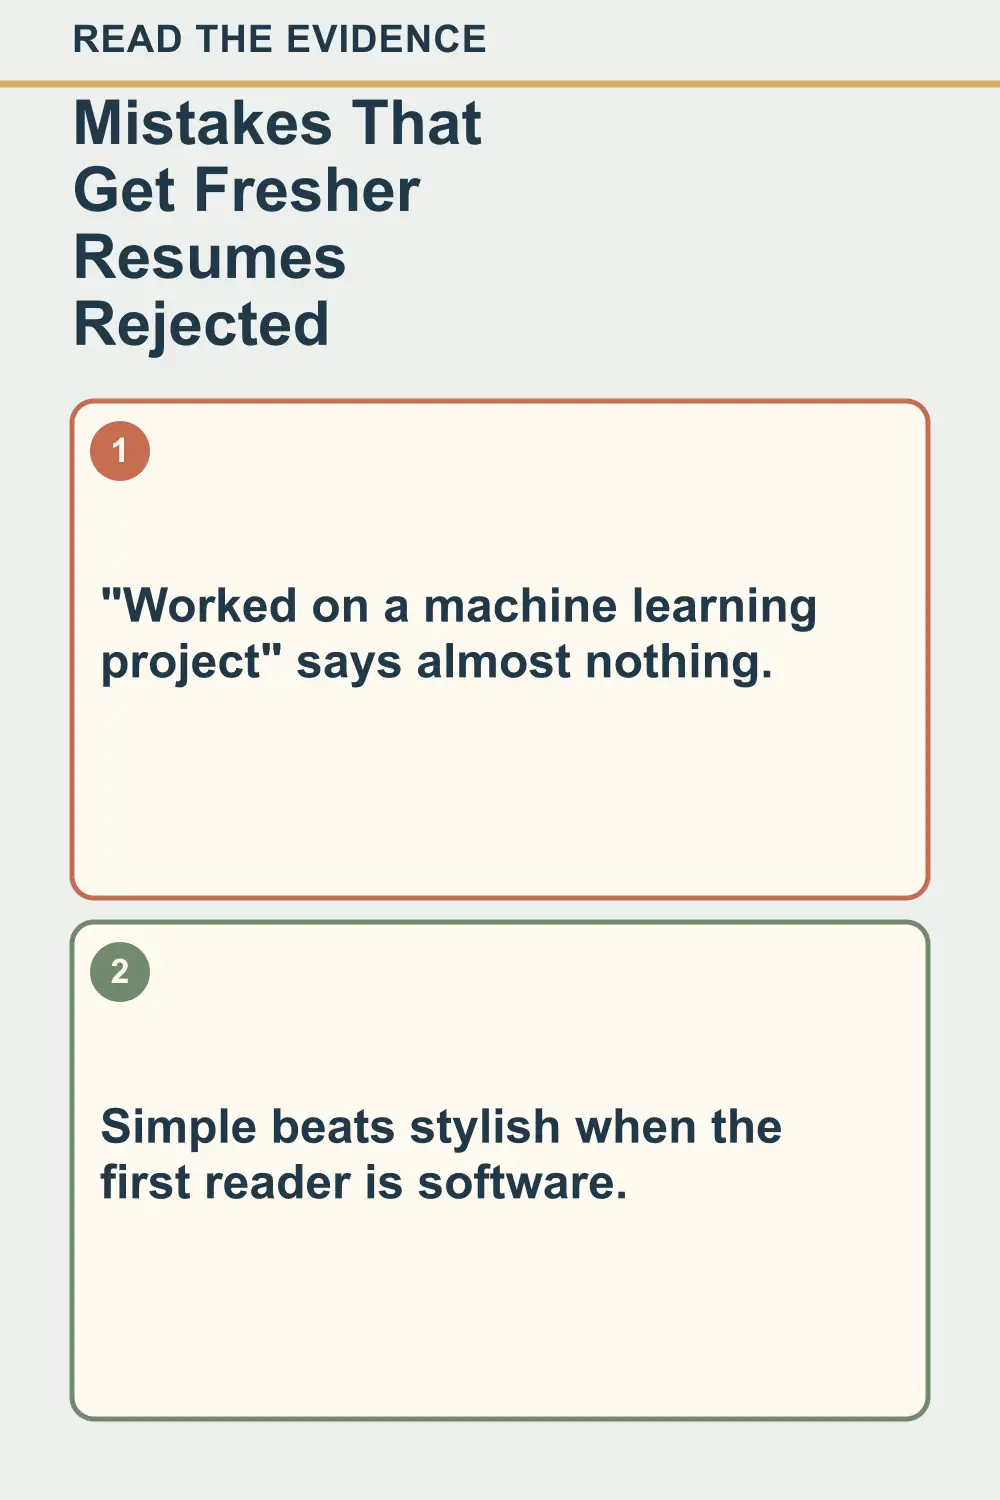 READ THE EVIDENCE
Mistakes That
Get Fresher
Resumes
Rejected
1
"Worked on a machine learning
project" says almost nothing.
2
Simple beats stylish when the
first reader is software.